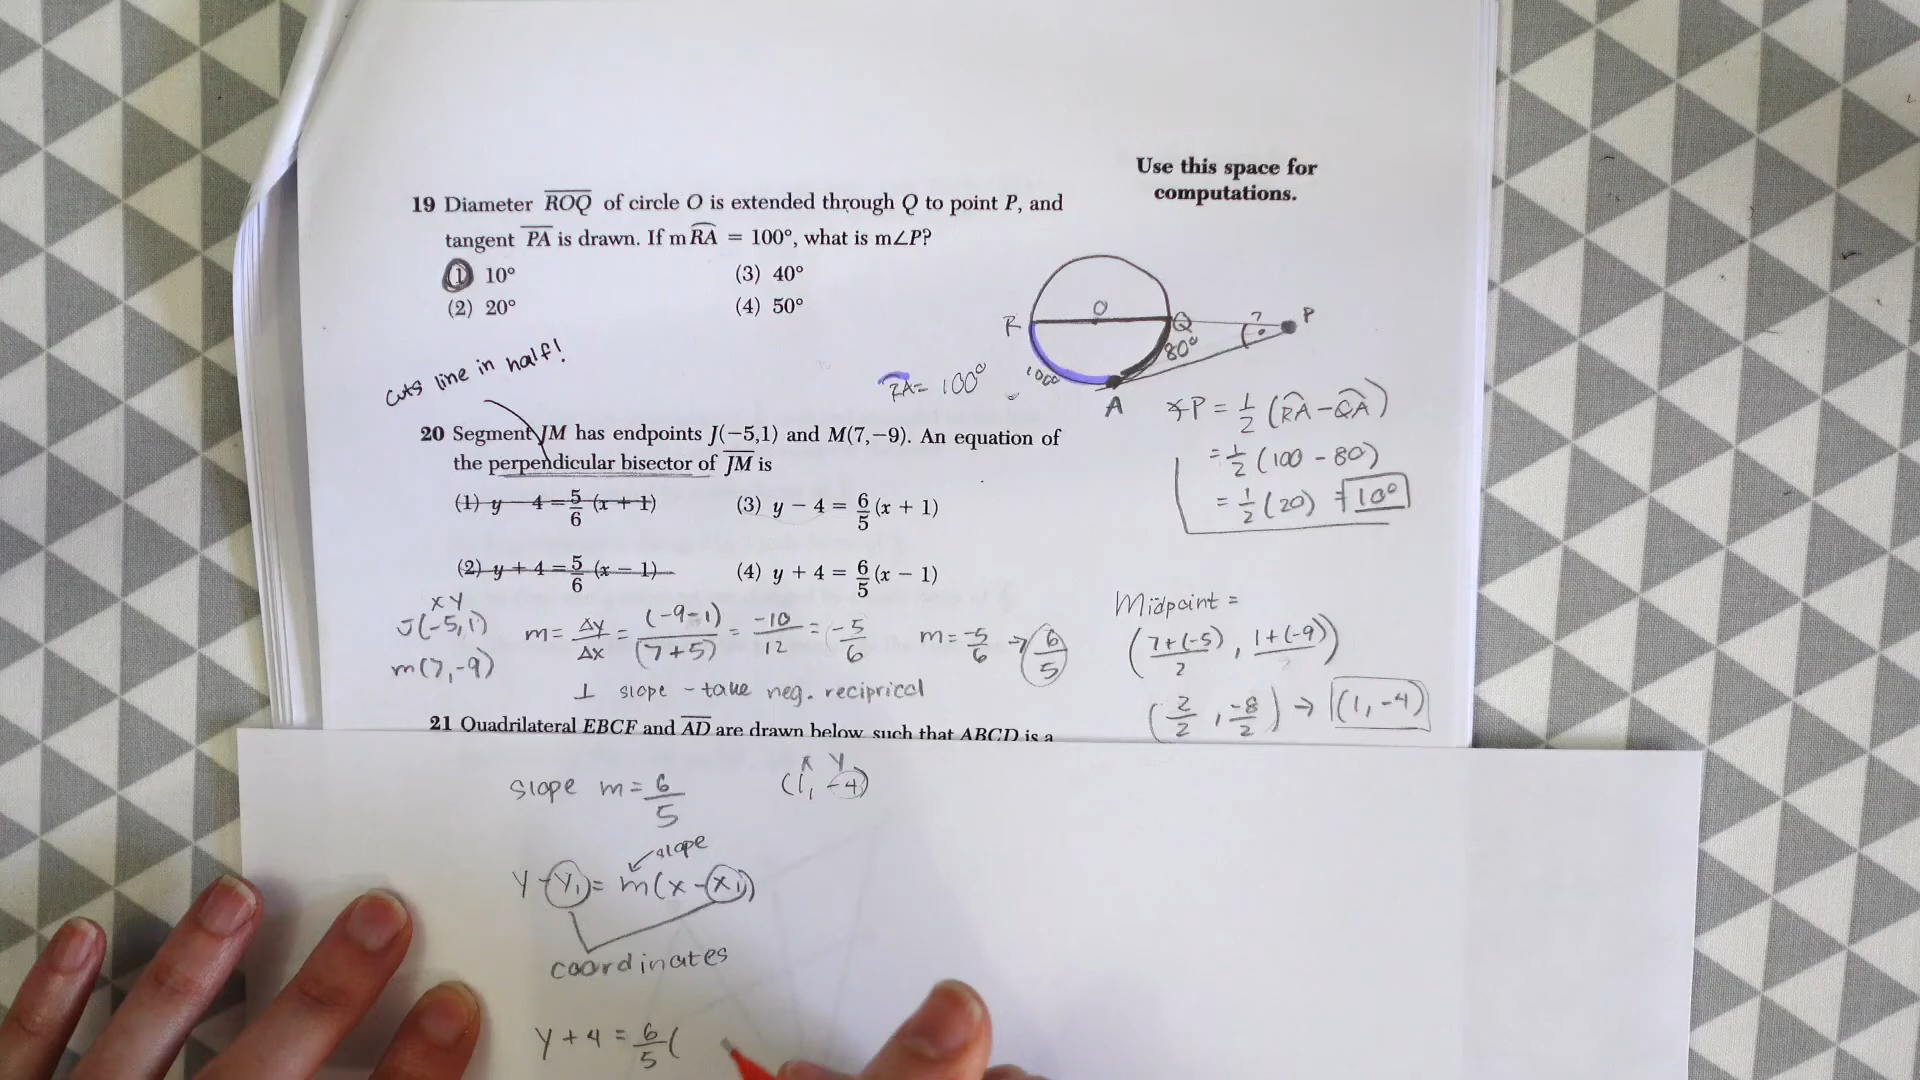 Use this space for
computations.
19 Diameter ROQ of circle O is extended through Q to point P, and
tangent PA is drawn. If mRA = 100°, what is m∠P?
(1) 10°
(3) 40°
(2) 20°
(4) 50°
R
O
Q
?
P
80°
100°
A
RA = 100°
∢P = 1/2 (RA - QA)
= 1/2 (100 - 80)
= 1/2 (20) = 10°
cuts line in half!
20 Segment JM has endpoints J(−5,1) and M(7,−9). An equation of
the perpendicular bisector of JM is
(1) y − 4 = 5/6 (x + 1)
(3) y − 4 = 6/5 (x + 1)
(2) y + 4 = 5/6 (x − 1)
(4) y + 4 = 6/5 (x − 1)
X Y
J(-5,1)
m(7,-9)
m = Δy/Δx = (-9-1)/(7+5) = -10/12 = -5/6
m = -5/6 → 6/5
⊥ slope - take neg. reciprical
Midpoint =
(7+(-5)/2, 1+(-9)/2)
(2/2, -8/2) → (1, -4)
21 Quadrilateral EBCF and AD are drawn below, such that ABCD is a
slope m = 6/5
X Y
(1, -4)
slope
y - y₁ = m(x - x₁)
coordinates
y + 4 = 6/5 (